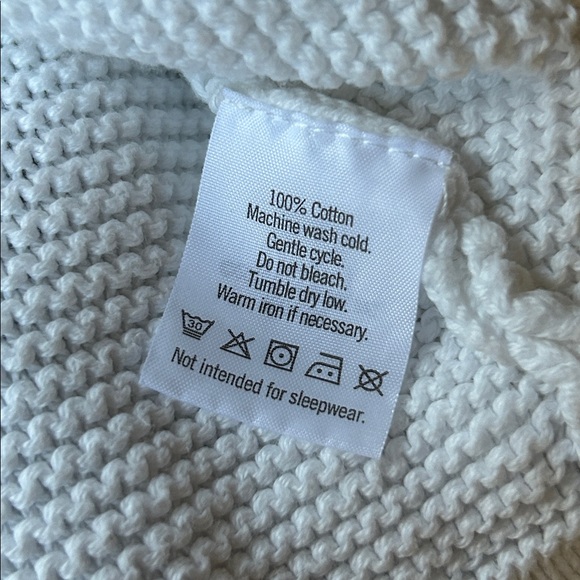 100% Cotton
Machine wash cold.
Gentle cycle.
Do not bleach.
Tumble dry low.
Warm iron if necessary.
30
Not intended for sleepwear.